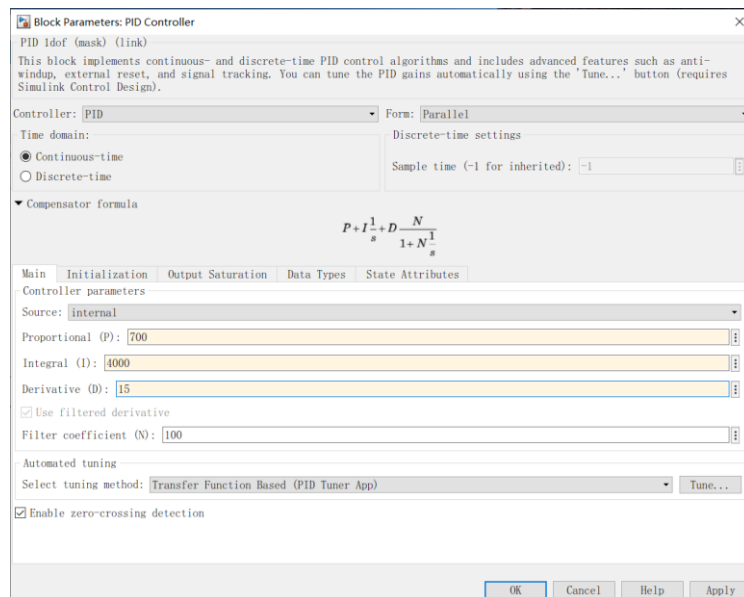 Block Parameters: PID Controller
PID 1dof (mask) (link)
This block implements continuous- and discrete-time PID control algorithms and includes advanced features such as anti-
windup, external reset, and signal tracking. You can tune the PID gains automatically using the 'Tune...' button (requires
Simulink Control Design).
Controller: PID Form: Parallel
Time domain: Discrete-time settings
Continuous-time
Sample time (-1 for inherited): -1
Discrete-time
Compensator formula
P + I 1/s + D N/(1 + N 1/s)
Main Initialization Output Saturation Data Types State Attributes
Controller parameters
Source: internal
Proportional (P): 700
Integral (I): 4000
Derivative (D): 15
Use filtered derivative
Filter coefficient (N): 100
Automated tuning
Select tuning method: Transfer Function Based (PID Tuner App) Tune...
Enable zero-crossing detection
OK Cancel Help Apply